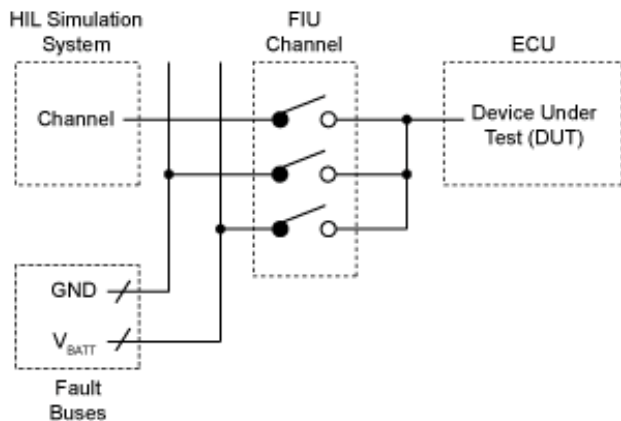 HIL Simulation
System
FIU
Channel
ECU
Channel
Device Under
Test (DUT)
GND
VBATT
Fault
Buses